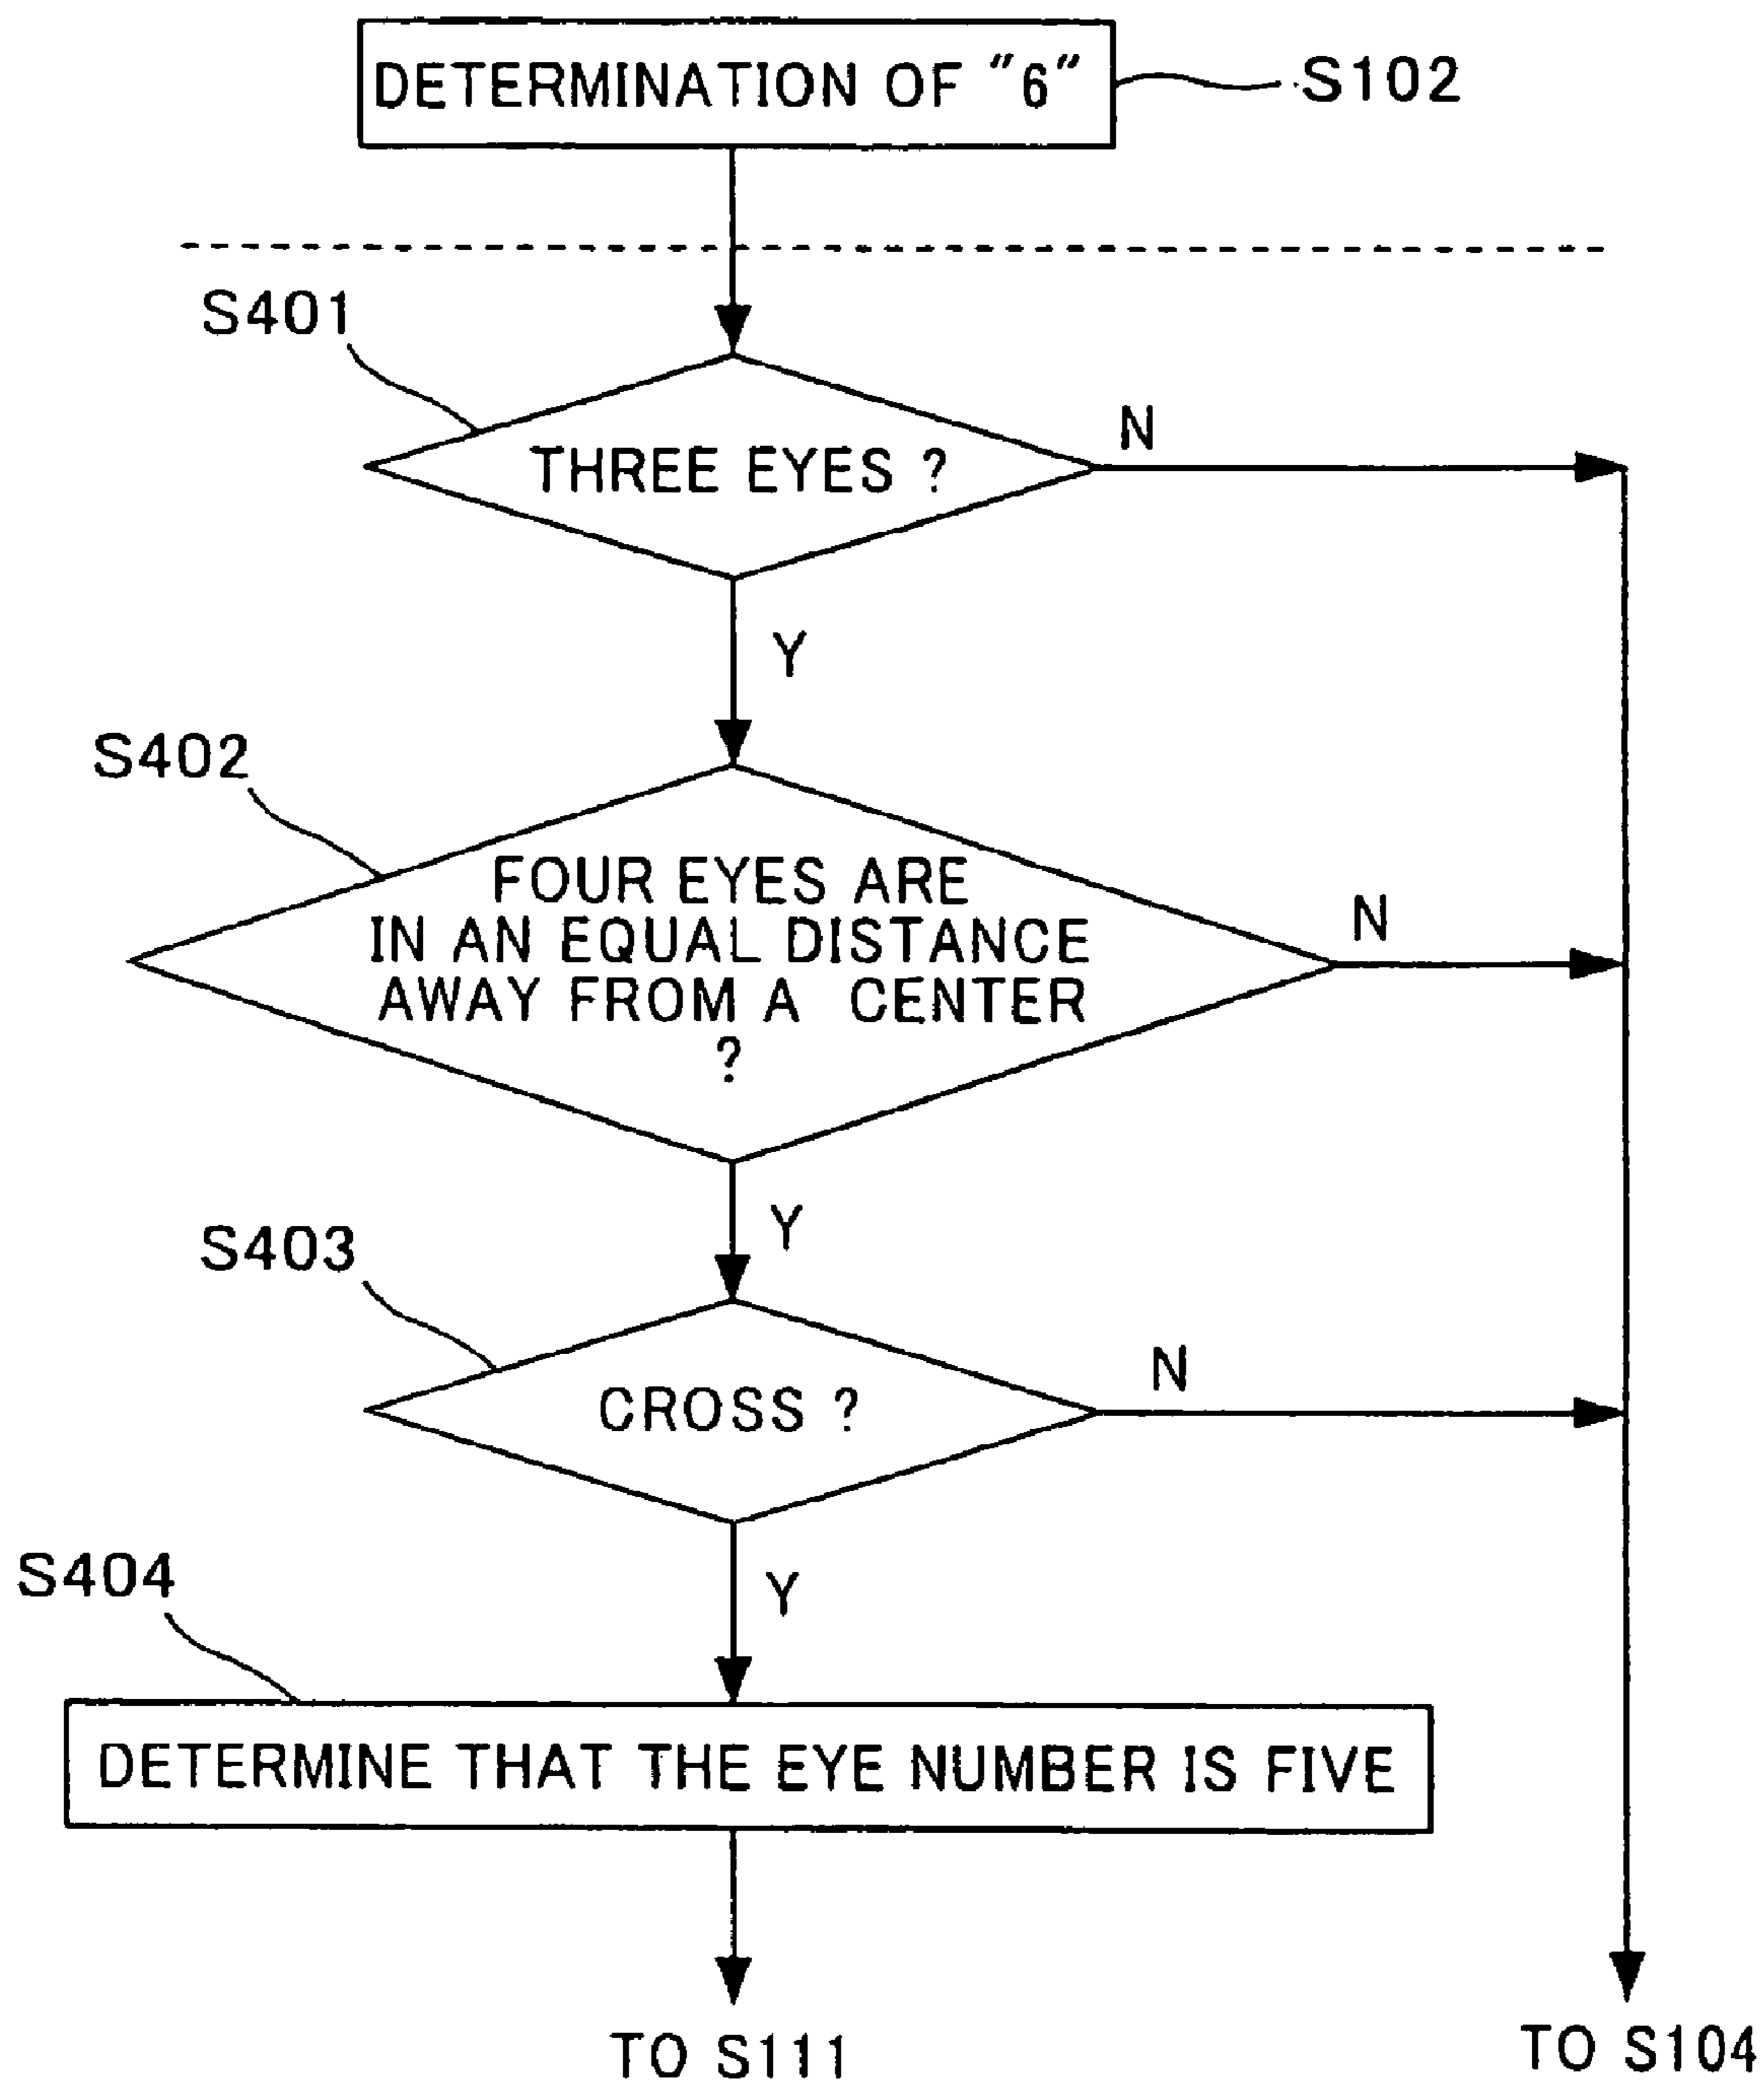 DETERMINATION OF "6"
S102
S401
THREE EYES ?
N
Y
S402
FOUR EYES ARE
IN AN EQUAL DISTANCE
AWAY FROM A CENTER
?
N
Y
S403
CROSS ?
N
Y
S404
DETERMINE THAT THE EYE NUMBER IS FIVE
TO S111
TO S104